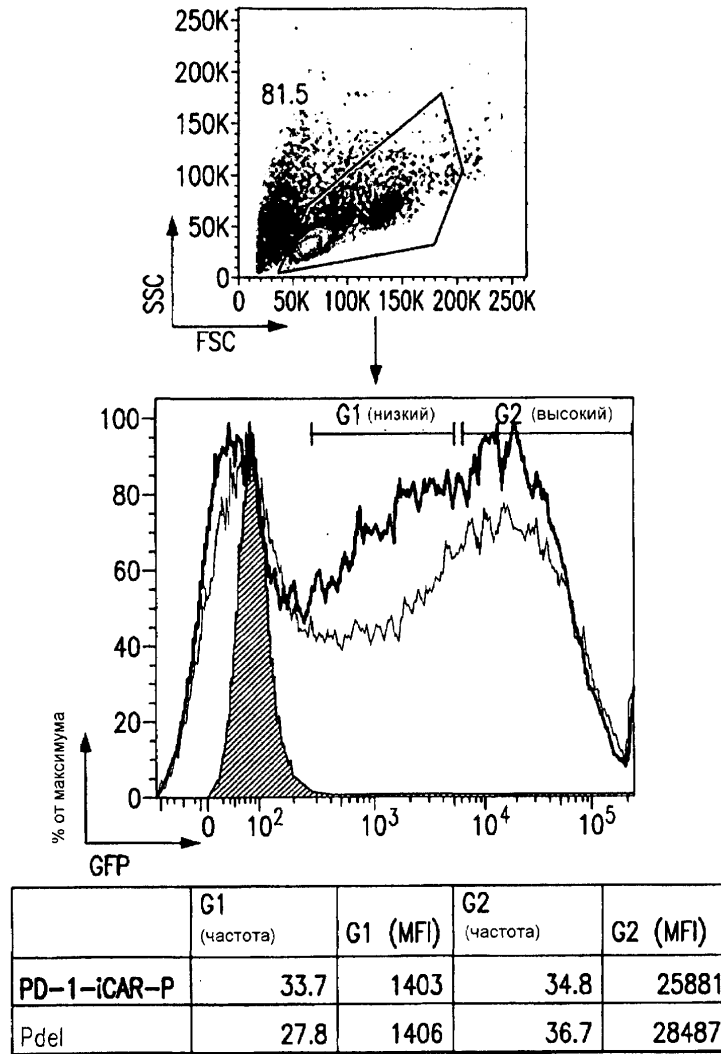 250K
200K
81.5
150K
100K
50K
0
SSC
0 50K 100K 150K 200K 250K
FSC
G1 (низкий) G2 (высокий)
100
80
60
40
20
0
% от максимума
0 10² 10³ 10⁴ 10⁵
GFP
G1 (частота) G1 (MFI) G2 (частота) G2 (MFI)
PD-1-iCAR-P 33.7 1403 34.8 25881
Pdel 27.8 1406 36.7 28487